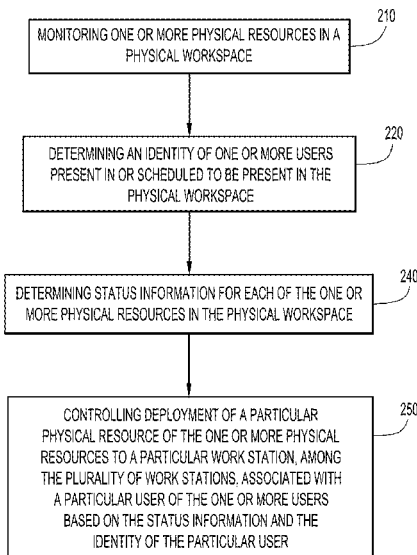 210
MONITORING ONE OR MORE PHYSICAL RESOURCES IN A
PHYSICAL WORKSPACE
220
DETERMINING AN IDENTITY OF ONE OR MORE USERS
PRESENT IN OR SCHEDULED TO BE PRESENT IN THE
PHYSICAL WORKSPACE
240
DETERMINING STATUS INFORMATION FOR EACH OF THE ONE OR
MORE PHYSICAL RESOURCES IN THE PHYSICAL WORKSPACE
250
CONTROLLING DEPLOYMENT OF A PARTICULAR
PHYSICAL RESOURCE OF THE ONE OR MORE PHYSICAL
RESOURCES TO A PARTICULAR WORK STATION, AMONG
THE PLURALITY OF WORK STATIONS, ASSOCIATED WITH
A PARTICULAR USER OF THE ONE OR MORE USERS
BASED ON THE STATUS INFORMATION AND THE
IDENTITY OF THE PARTICULAR USER